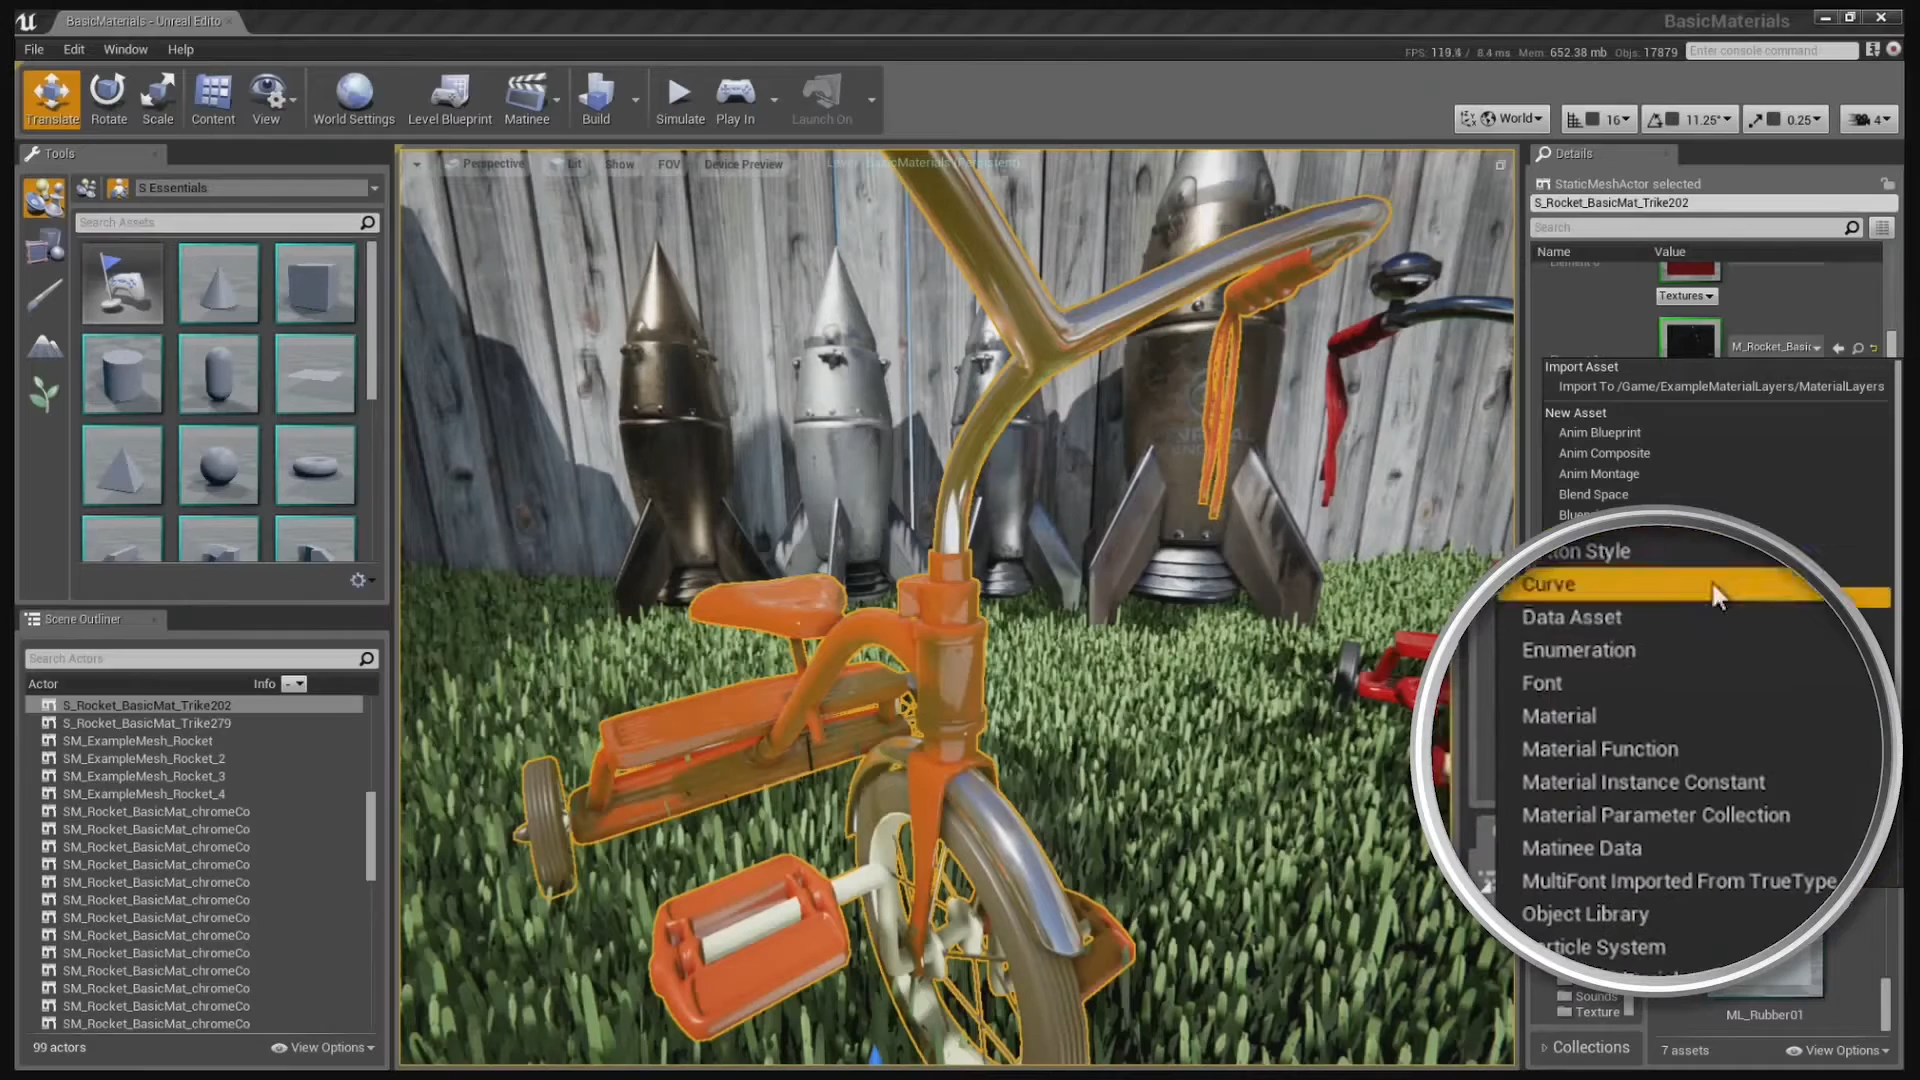 BasicMaterials - Unreal Edito
BasicMaterials
File Edit Window Help
FPS: 119.4 / 8.4 ms Mem: 652.38 mb Objs: 17879 Enter console command
Translate Rotate Scale Content View World Settings Level Blueprint Matinee Build Simulate Play In Launch On
World 16 11.25° 0.25 4
Tools
S Essentials
Search Assets
Perspective Lit Show FOV Device Preview
BasicMaterials (Persistent)
Details
StaticMeshActor selected
S_Rocket_BasicMat_Trike202
Search
Name Value
Textures
M_Rocket_Basic
Import Asset
Import To /Game/ExampleMaterialLayers/MaterialLayers
New Asset
Anim Blueprint
Anim Composite
Anim Montage
Blend Space
Curve
Data Asset
Enumeration
Font
Material
Material Function
Material Instance Constant
Material Parameter Collection
Matinee Data
MultiFont Imported From TrueType
Object Library
Sounds
Texture
ML_Rubber01
Collections
7 assets View Options
Scene Outliner
Search Actors
Actor Info -
S_Rocket_BasicMat_Trike202
S_Rocket_BasicMat_Trike279
SM_ExampleMesh_Rocket
SM_ExampleMesh_Rocket_2
SM_ExampleMesh_Rocket_3
SM_ExampleMesh_Rocket_4
SM_Rocket_BasicMat_chromeCo
SM_Rocket_BasicMat_chromeCo
SM_Rocket_BasicMat_chromeCo
SM_Rocket_BasicMat_chromeCo
SM_Rocket_BasicMat_chromeCo
SM_Rocket_BasicMat_chromeCo
SM_Rocket_BasicMat_chromeCo
SM_Rocket_BasicMat_chromeCo
SM_Rocket_BasicMat_chromeCo
SM_Rocket_BasicMat_chromeCo
SM_Rocket_BasicMat_chromeCo
SM_Rocket_BasicMat_chromeCo
SM_Rocket_BasicMat_chromeCo
99 actors View Options